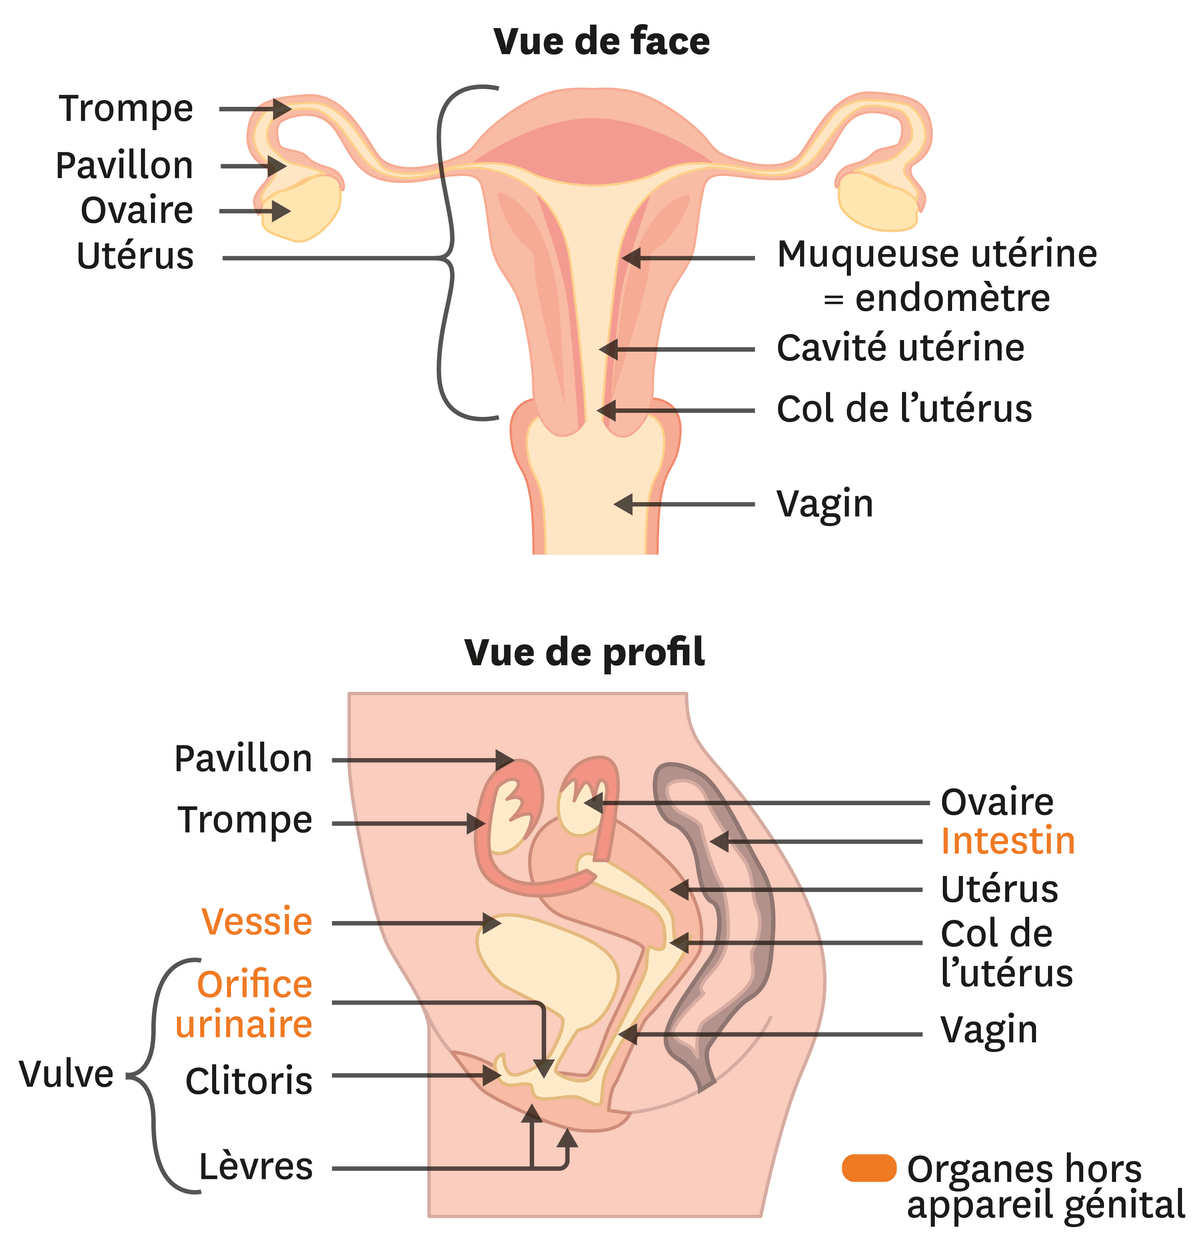 Vue de face
Trompe
Pavillon
Ovaire
Utérus
Muqueuse utérine
= endomètre
Cavité utérine
Col de l’utérus
Vagin
Vue de profil
Pavillon
Trompe
Vessie
Orifice
urinaire
Vulve
Clitoris
Lèvres
Ovaire
Intestin
Utérus
Col de
l’utérus
Vagin
Organes hors
appareil génital